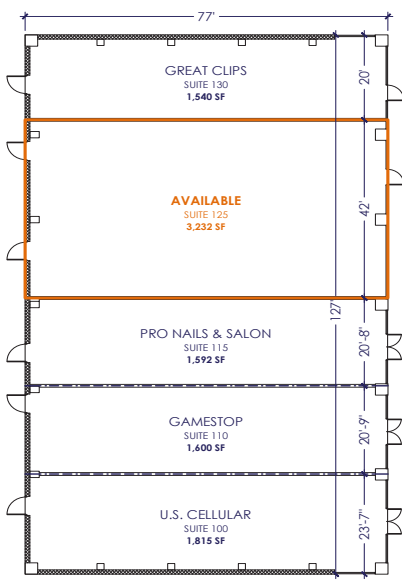 77'
GREAT CLIPS
SUITE 130
1,540 SF
20'
AVAILABLE
SUITE 125
3,232 SF
42'
127'
PRO NAILS & SALON
SUITE 115
1,592 SF
20'-8"
GAMESTOP
SUITE 110
1,600 SF
20'-9"
U.S. CELLULAR
SUITE 100
1,815 SF
23'-7"